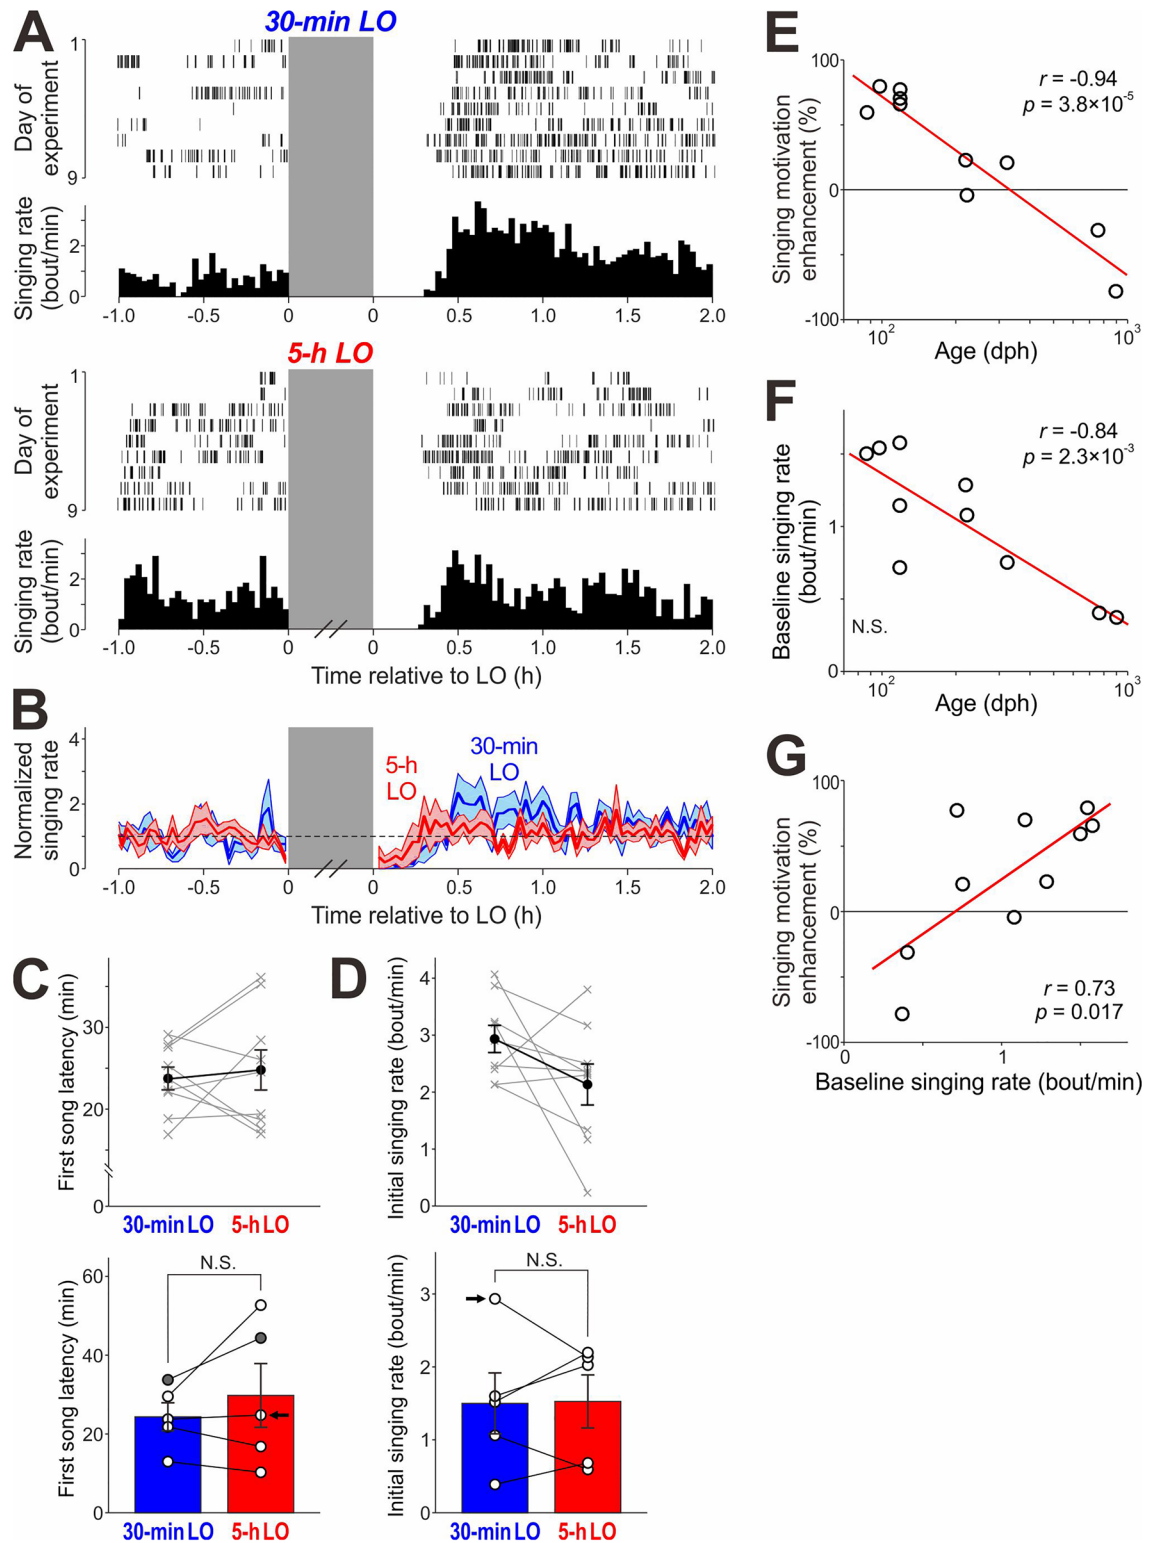 A
30-min LO
1
Day of
experiment
9
Singing rate
(bout/min)
2
0
-1.0
-0.5
0
0
0.5
1.0
1.5
2.0
5-h LO
1
Day of
experiment
9
Singing rate
(bout/min)
2
0
-1.0
-0.5
0
0
0.5
1.0
1.5
2.0
Time relative to LO (h)
B
Normalized
singing rate
4
2
0
5-h
LO
30-min
LO
-1.0
-0.5
0
0
0.5
1.0
1.5
2.0
Time relative to LO (h)
C
First song latency (min)
30
20
0
30-min LO
5-h LO
First song latency (min)
60
40
20
0
N.S.
30-min LO
5-h LO
D
Initial singing rate (bout/min)
4
3
2
1
0
30-min LO
5-h LO
Initial singing rate (bout/min)
3
2
1
0
N.S.
30-min LO
5-h LO
E
Singing motivation
enhancement (%)
100
0
-100
r = -0.94
p = 3.8×10⁻⁵
10²
10³
Age (dph)
F
Baseline singing rate
(bout/min)
1
0
r = -0.84
p = 2.3×10⁻³
N.S.
10²
10³
Age (dph)
G
Singing motivation
enhancement (%)
100
0
-100
r = 0.73
p = 0.017
0
1
Baseline singing rate (bout/min)